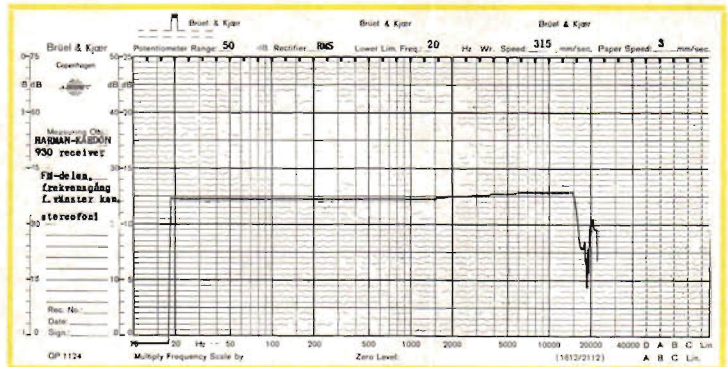 Brüel & Kjær Brüel & Kjær Brüel & Kjær
Brüel & Kjær
Potentiometer Range: 50 dB Rectifier: RMS Lower Lim. Freq.: 20 Hz Wr. Speed: 315 mm/sec. Paper Speed: 3 mm/sec.
Copenhagen
Measuring Obj.:
HARMAN-KARDON
930 receiver
FM-delen,
frekvensgång
f.vänster kan.
stereofoni
Rec. No.:
Date:
Sign.:
QP 1124
10 20 Hz 50 100 200 500 1000 2000 5000 10000 20000 40000 D A B C Lin.
Multiply Frequency Scale by Zero Level: (1612/2112) A B C Lin.